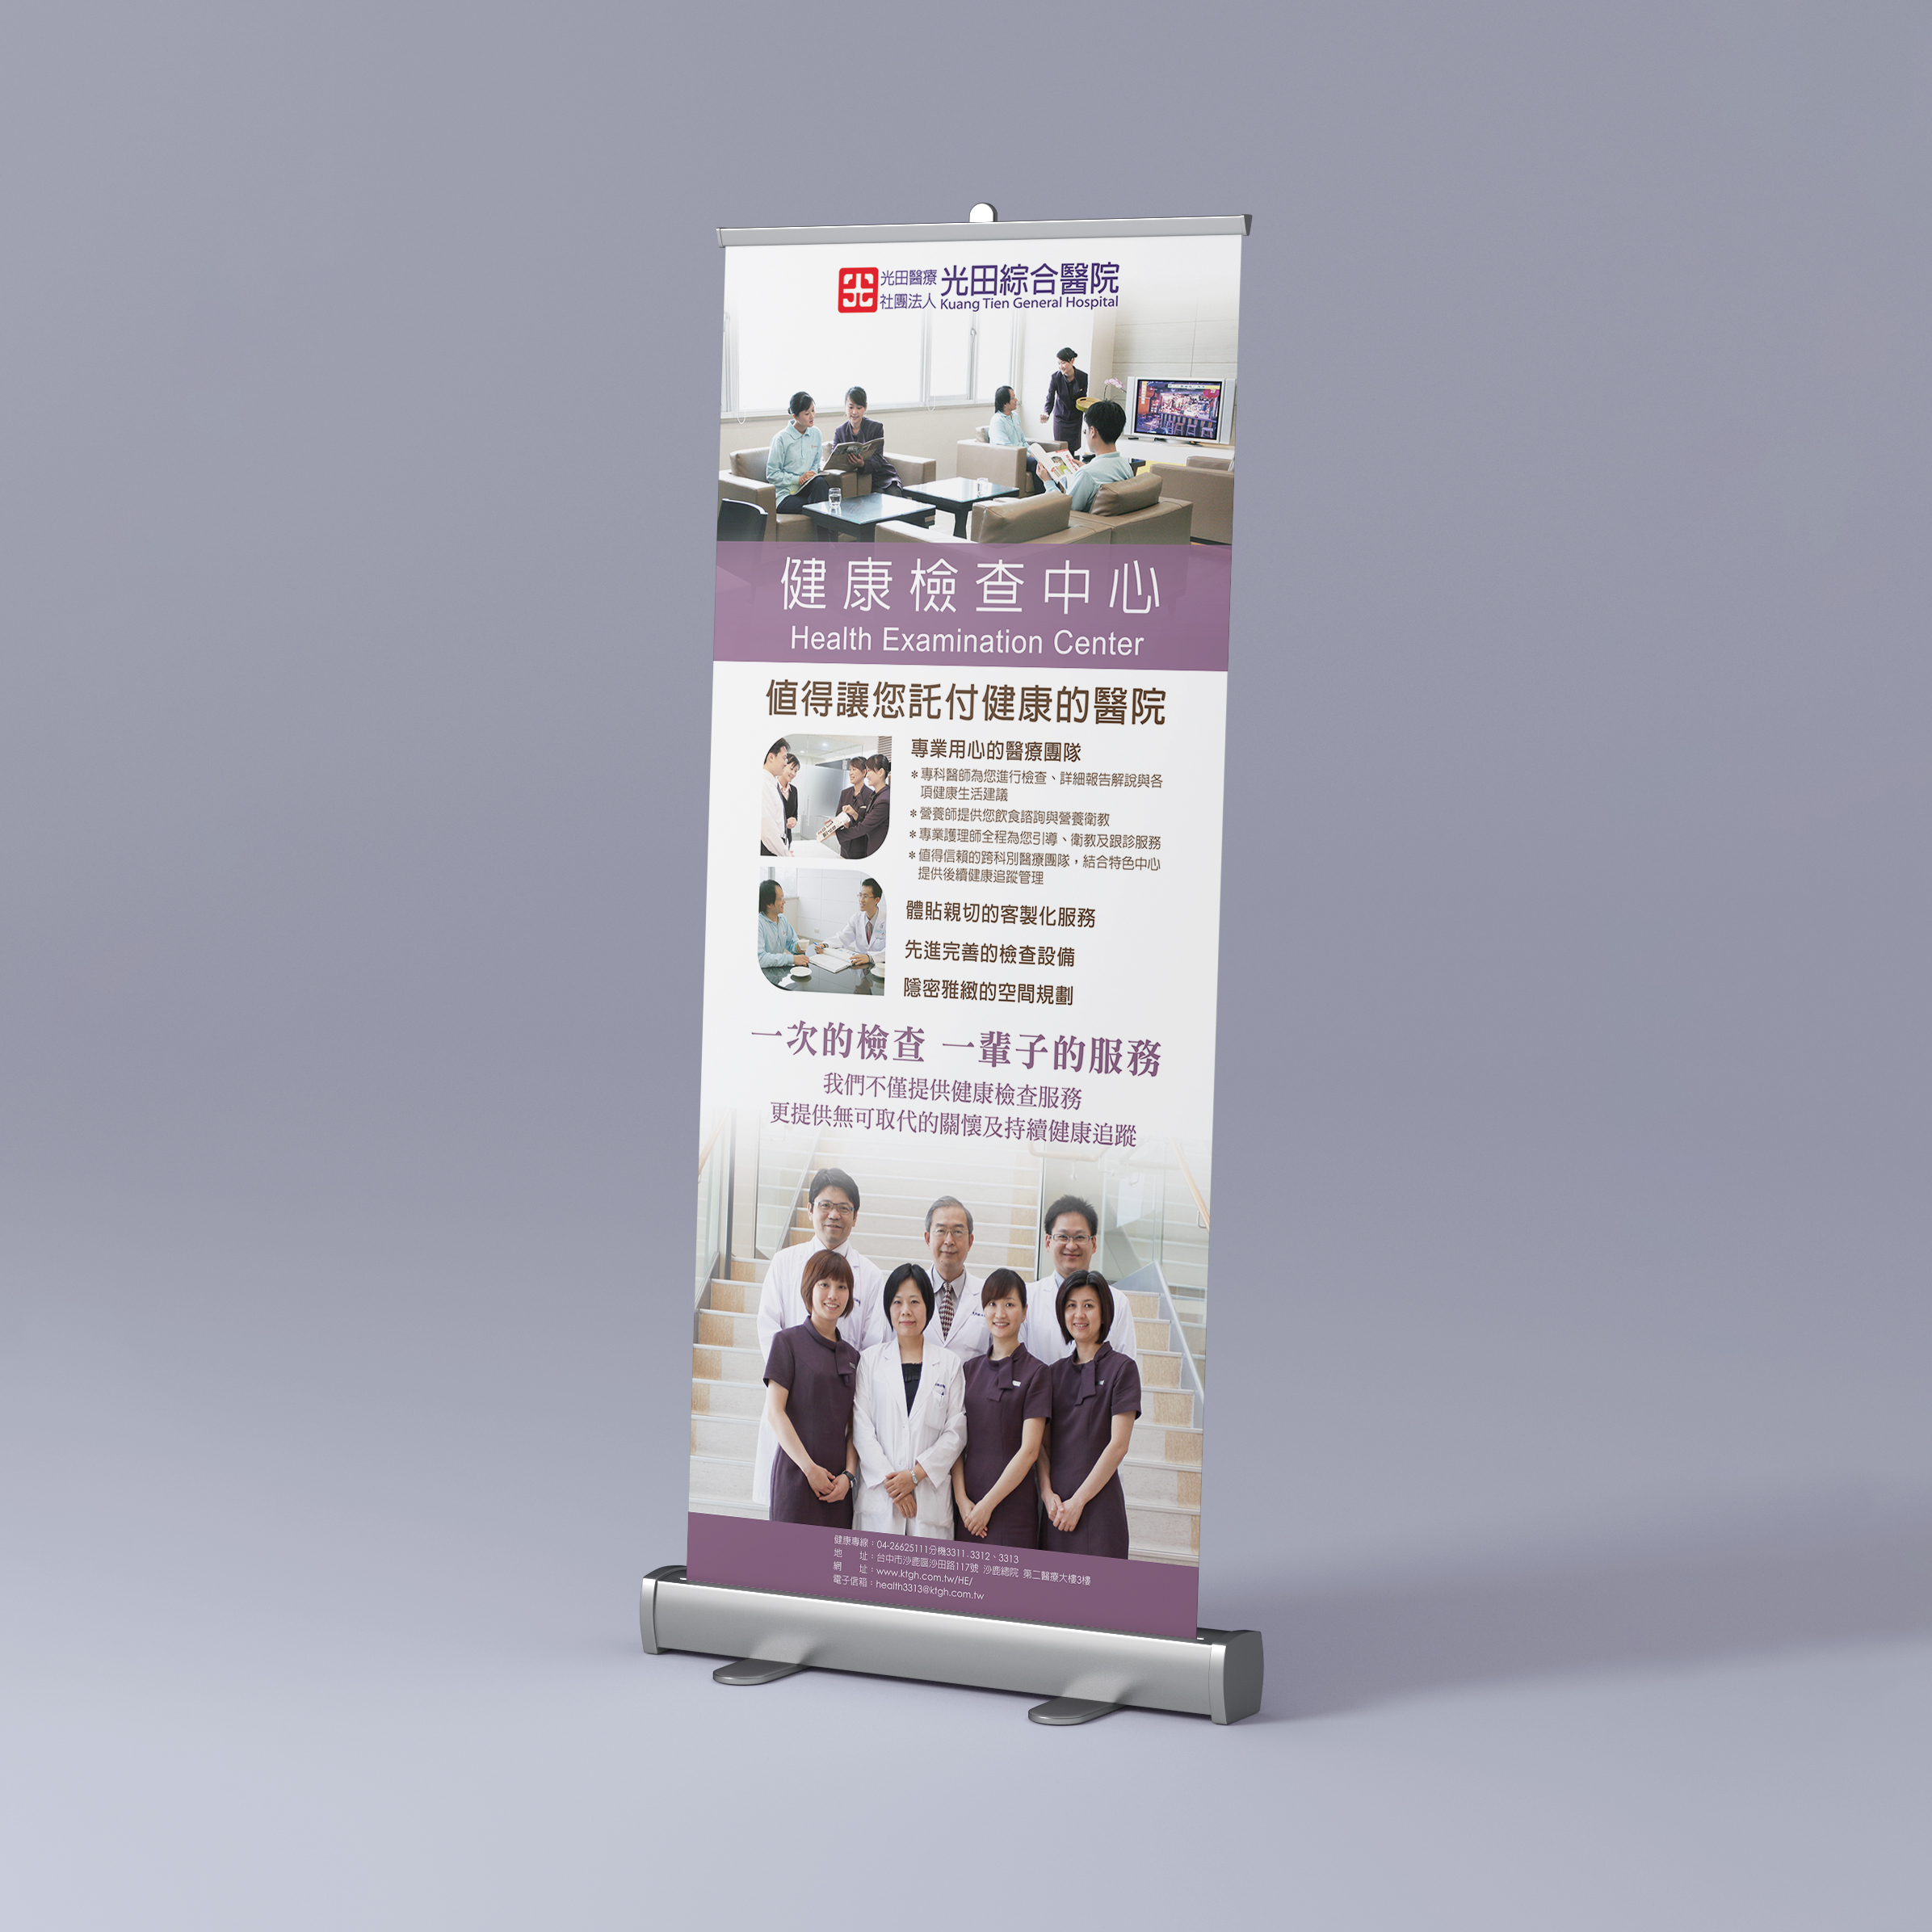 光田醫療
社團法人
光田綜合醫院
Kuang Tien General Hospital
健康檢查中心
Health Examination Center
值得讓您託付健康的醫院
專業用心的醫療團隊
*專科醫師為您進行檢查、詳細報告解說與各
項健康生活建議
*營養師提供您飲食諮詢與營養衛教
*專業護理師全程為您引導、衛教及跟診服務
*值得信賴的跨科別醫療團隊,結合特色中心
提供後續健康追蹤管理
體貼親切的客製化服務
先進完善的檢查設備
隱密雅緻的空間規劃
一次的檢查 一輩子的服務
我們不僅提供健康檢查服務
更提供無可取代的關懷及持續健康追蹤
健康專線:04-26625111分機3311、3312、3313
地　址:台中市沙鹿區沙田路117號 沙鹿總院 第二醫療大樓3樓
網　址:www.ktgh.com.tw/HE/
電子信箱:health3313@ktgh.com.tw